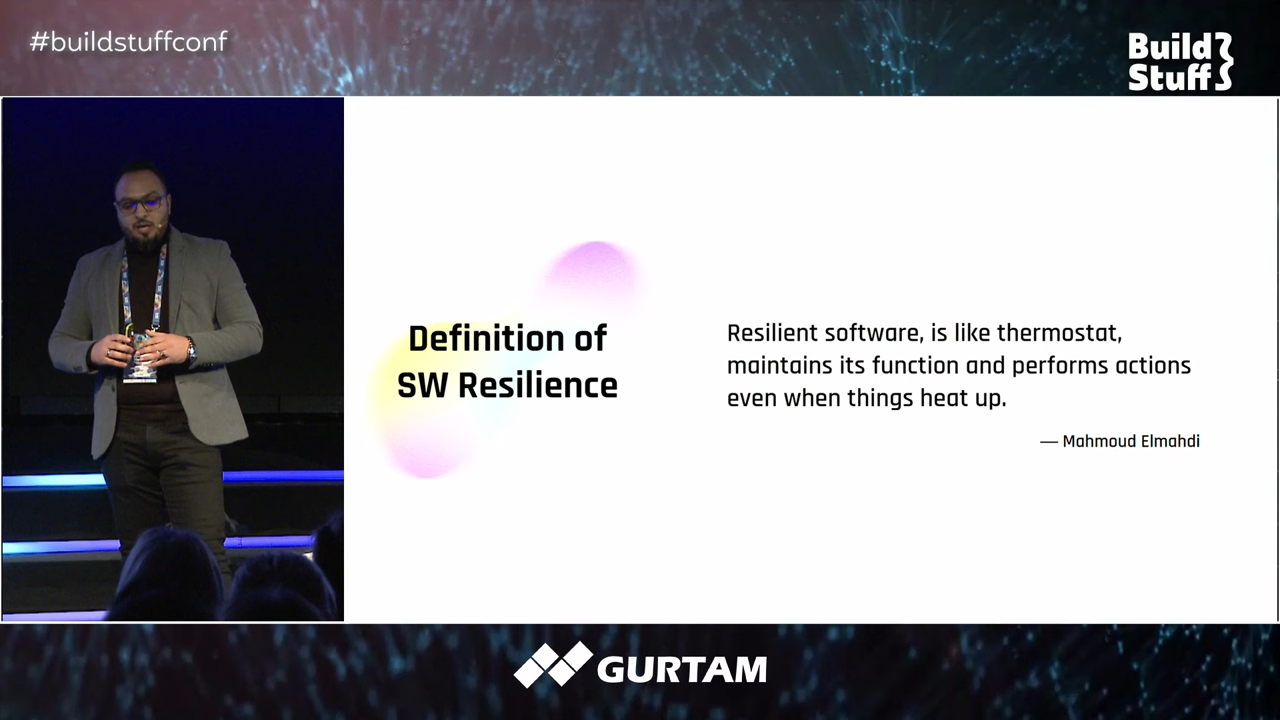 #buildstuffconf
Build
Stuff
Definition of
SW Resilience
Resilient software, is like thermostat,
maintains its function and performs actions
even when things heat up.
— Mahmoud Elmahdi
GURTAM